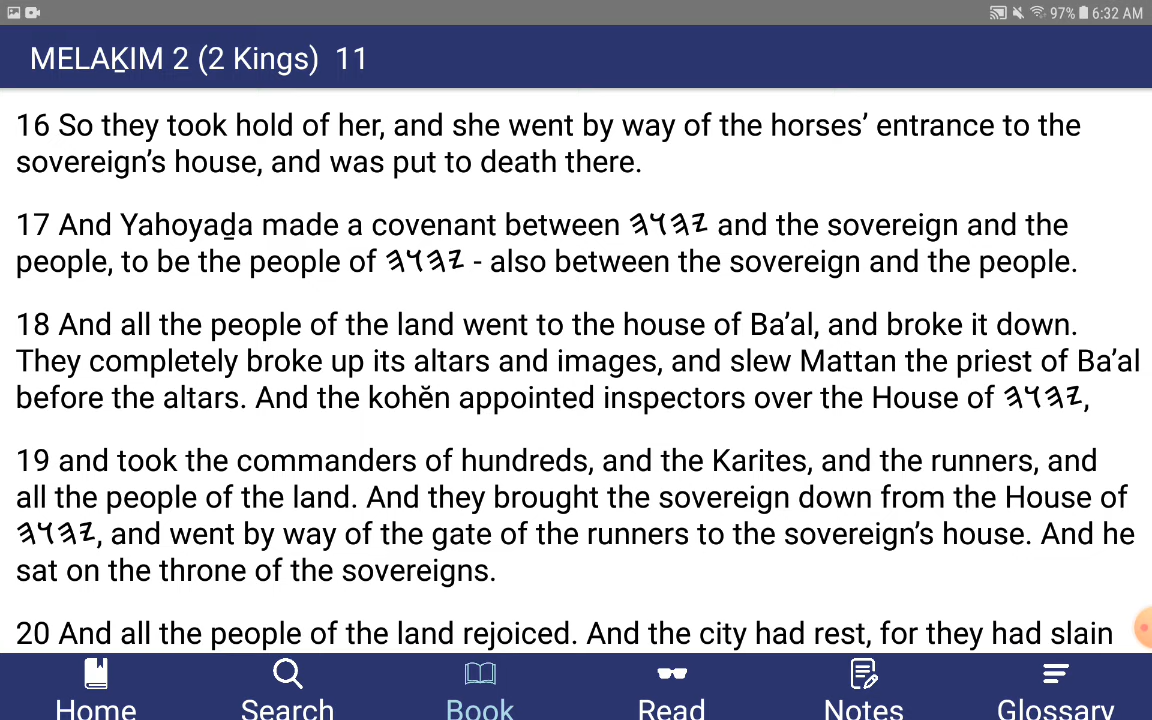 97% 6:32 AM
MELAḴIM 2 (2 Kings) 11
16 So they took hold of her, and she went by way of the horses’ entrance to the
sovereign’s house, and was put to death there.
17 And Yahoyaḏa made a covenant between 𐤉𐤄𐤅𐤄 and the sovereign and the
people, to be the people of 𐤉𐤄𐤅𐤄 - also between the sovereign and the people.
18 And all the people of the land went to the house of Ba’al, and broke it down.
They completely broke up its altars and images, and slew Mattan the priest of Ba’al
before the altars. And the kohĕn appointed inspectors over the House of 𐤉𐤄𐤅𐤄,
19 and took the commanders of hundreds, and the Karites, and the runners, and
all the people of the land. And they brought the sovereign down from the House of
𐤉𐤄𐤅𐤄, and went by way of the gate of the runners to the sovereign’s house. And he
sat on the throne of the sovereigns.
20 And all the people of the land rejoiced. And the city had rest, for they had slain
Home Search Book Read Notes Glossary